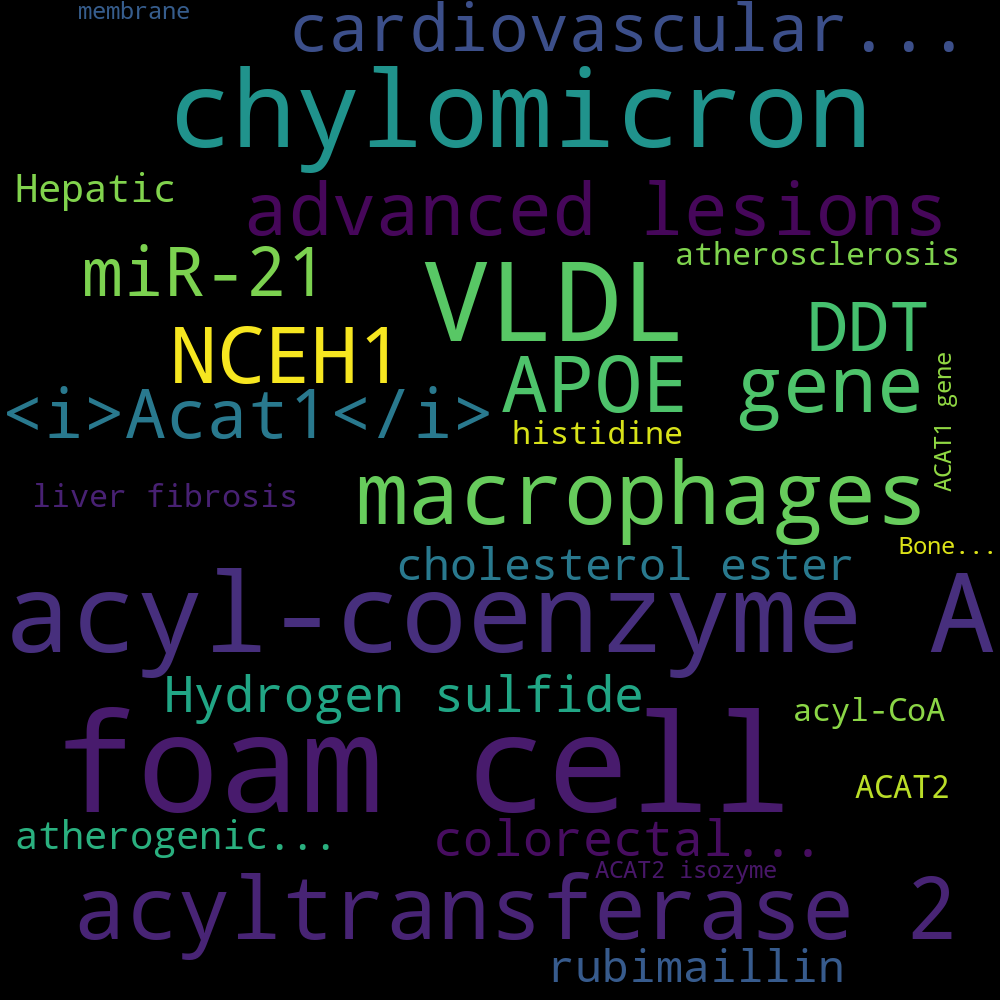 membrane
cardiovascular...
chylomicron
Hepatic
advanced lesions
atherosclerosis
miR-21
VLDL
DDT
NCEH1
APOE
gene
ACAT1 gene
<i>Acat1</i>
histidine
liver fibrosis
macrophages
Bone...
cholesterol ester
acyl-coenzyme A
Hydrogen sulfide
acyl-CoA
foam cell
ACAT2
atherogenic...
colorectal...
ACAT2 isozyme
acyltransferase 2
rubimaillin